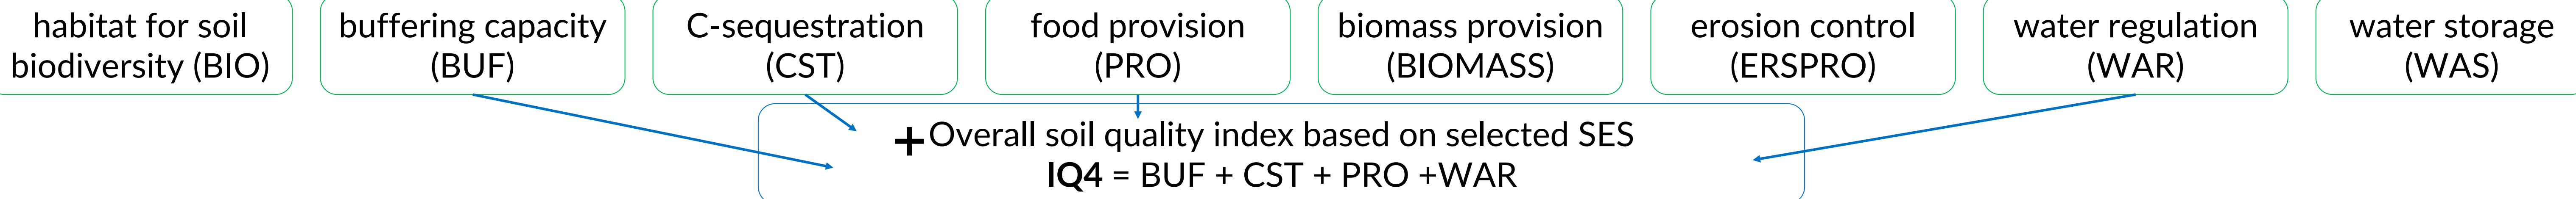 habitat for soil
biodiversity (BIO)
buffering capacity
(BUF)
C-sequestration
(CST)
food provision
(PRO)
biomass provision
(BIOMASS)
erosion control
(ERSPRO)
water regulation
(WAR)
water storage
(WAS)
+Overall soil quality index based on selected SES
IQ4 = BUF + CST + PRO +WAR